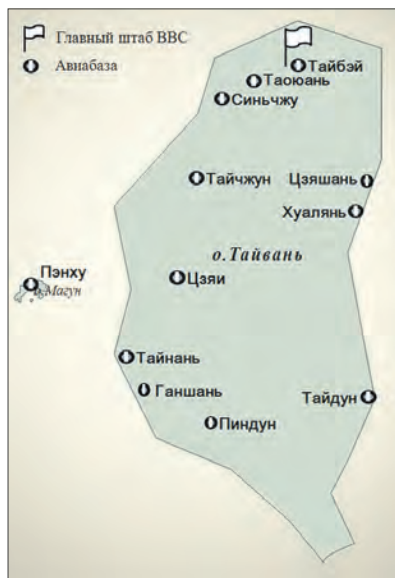 Главный штаб ВВС
Авиабаза
Тайбэй
Таоюань
Синьчжу
Тайчжун
Цзяшань
Хуалянь
о.Тайвань
Пэнху
о.Магун
Цзяи
Тайнань
Ганшань
Тайдун
Пиндун